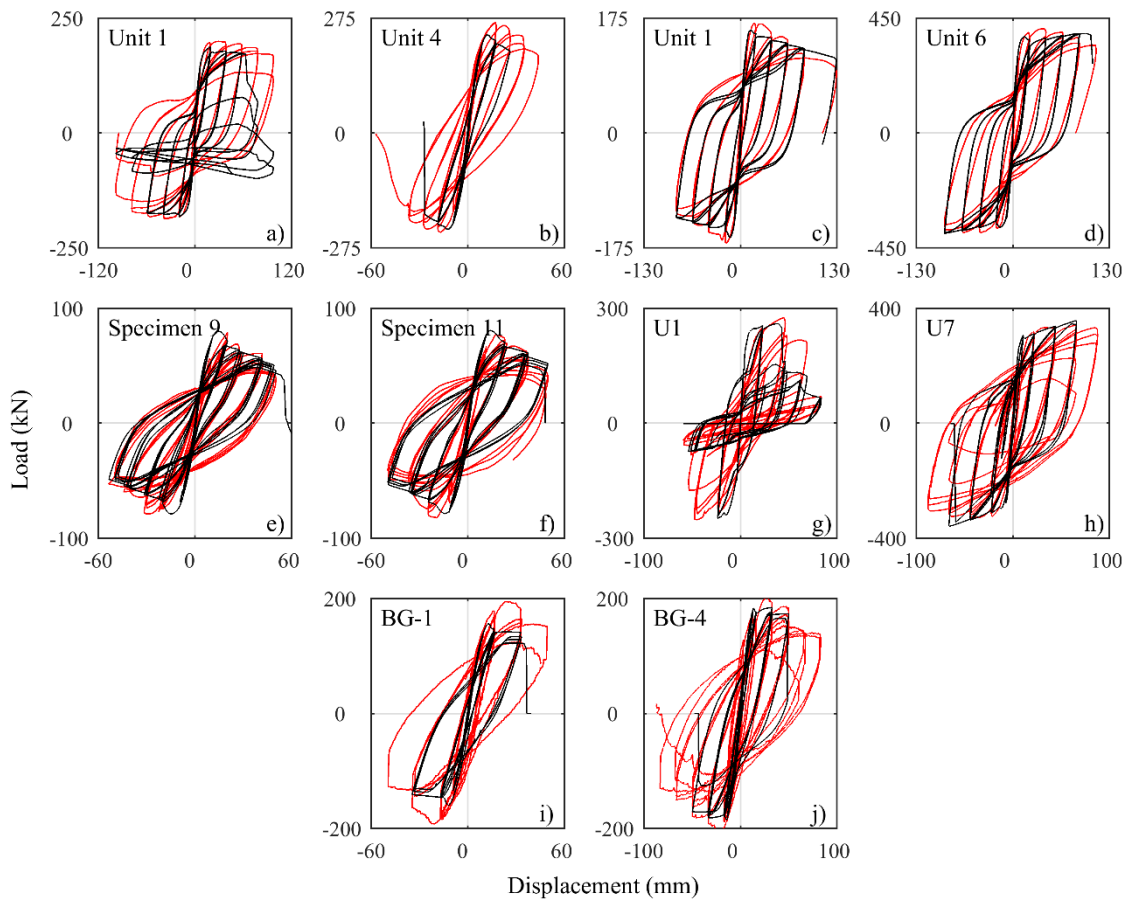 250 275 175 450
Unit 1 Unit 4 Unit 1 Unit 6
0 0 0 0
a) b) c) d)
-250 -275 -175 -450
-120 0 120 -60 0 60 -130 0 130 -130 0 130
100 100 300 400
Specimen 9 Specimen 11 U1 U7
0 0 0 0
Load (kN)
e) f) g) h)
-100 -100 -300 -400
-60 0 60 -60 0 60 -100 0 100 -100 0 100
200 200
BG-1 BG-4
0 0
i) j)
-200 -200
-60 0 60 -100 0 100
Displacement (mm)